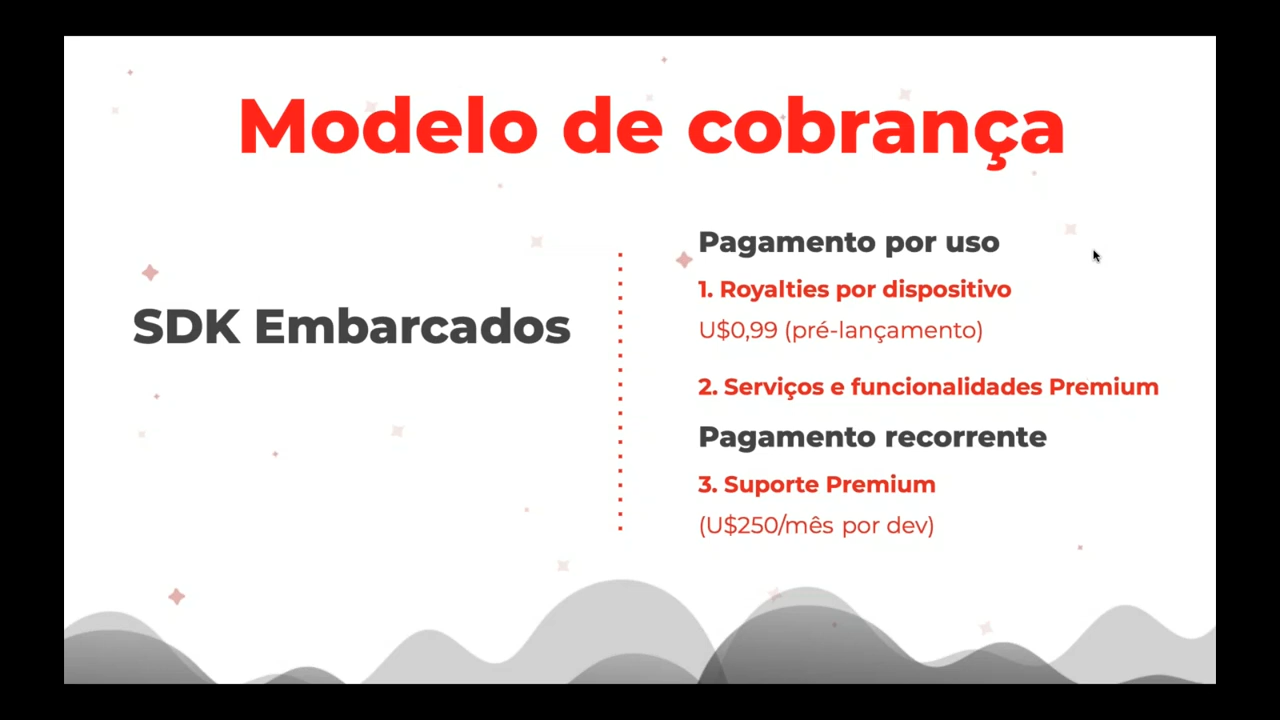 Modelo de cobrança
SDK Embarcados
Pagamento por uso
1. Royalties por dispositivo
U$0,99 (pré-lançamento)
2. Serviços e funcionalidades Premium
Pagamento recorrente
3. Suporte Premium
(U$250/mês por dev)